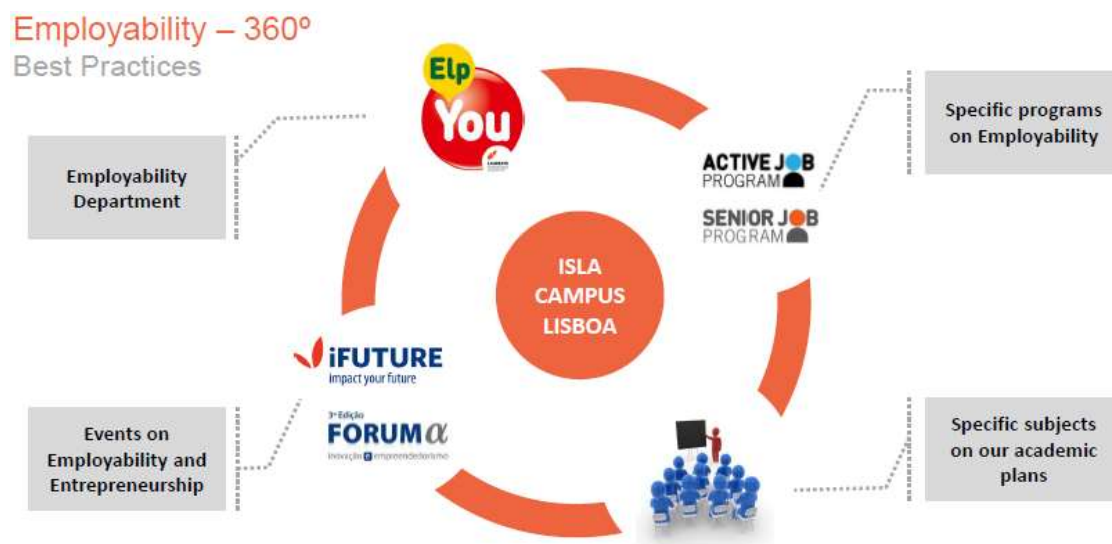 Employability – 360º
Best Practices
Elp
You
Employability
Department
Specific programs
on Employability
ACTIVE JOB
PROGRAM
SENIOR JOB
PROGRAM
ISLA
CAMPUS
LISBOA
iFUTURE
impact your future
3ª Edição
FORUM α
inovação e empreendedorismo
Events on
Employability and
Entrepreneurship
Specific subjects
on our academic
plans